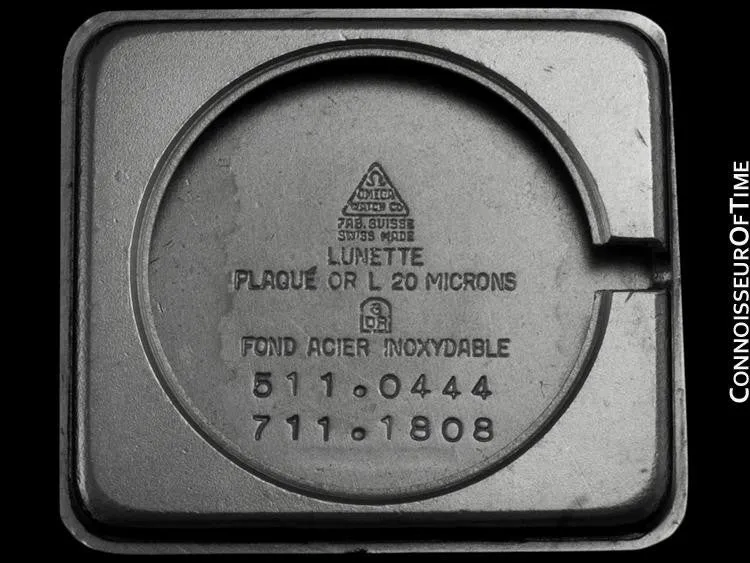 Ω
OMEGA
WATCH CO
FAB. SUISSE
SWISS MADE
LUNETTE
PLAQUÉ OR L 20 MICRONS
G
OR
FOND ACIER INOXYDABLE
511.0444
711.1808
CONNOISSEUROFTIME